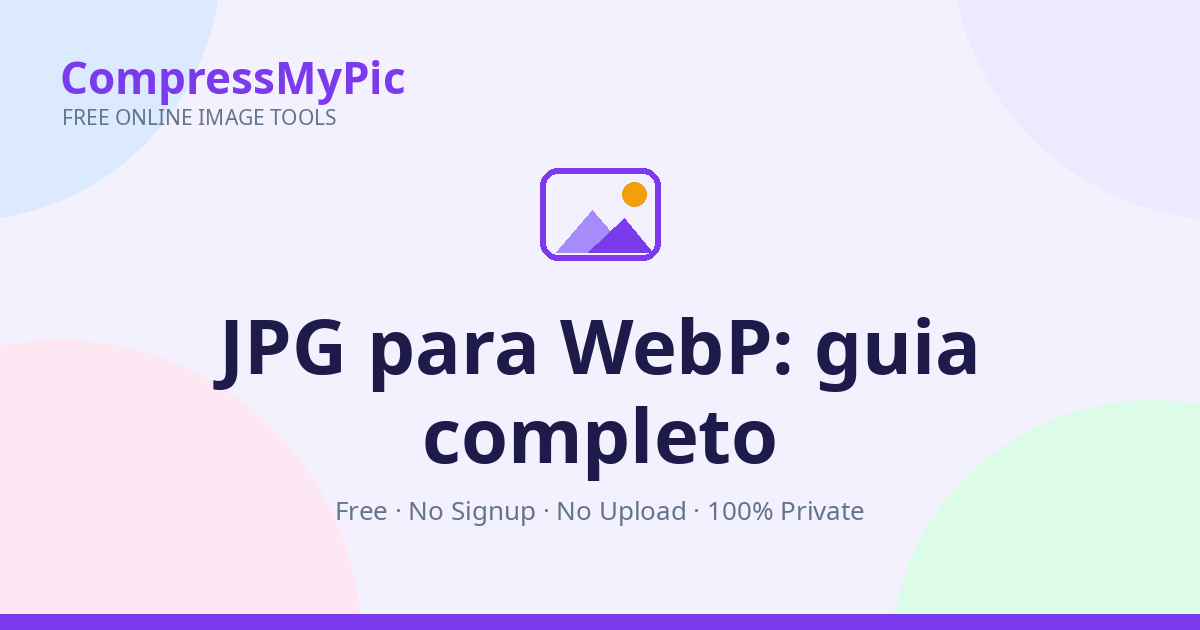 CompressMyPic
FREE ONLINE IMAGE TOOLS
JPG para WebP: guia
completo
Free · No Signup · No Upload · 100% Private